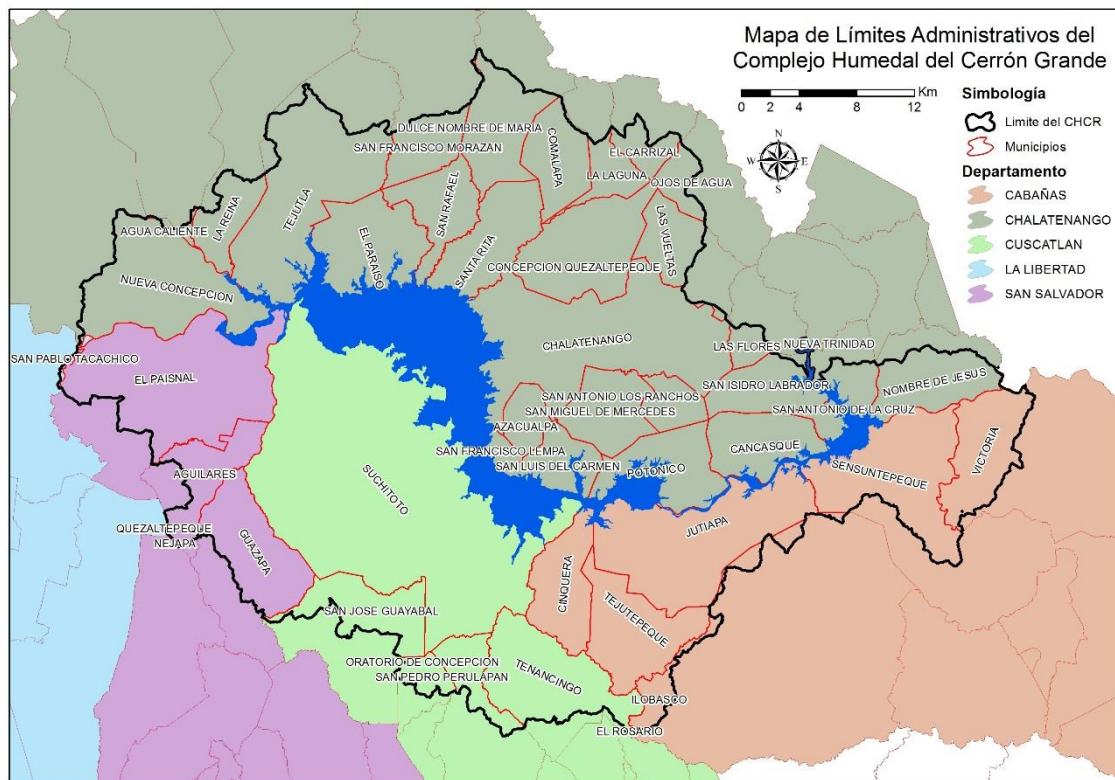 Mapa de Límites Administrativos del
Complejo Humedal del Cerrón Grande
0 2 4 8 12
Km
N
W E
S
Simbología
Limite del CHCR
Municipios
Departamento
CABAÑAS
CHALATENANGO
CUSCATLAN
LA LIBERTAD
SAN SALVADOR
DULCE NOMBRE DE MARIA
SAN FRANCISCO MORAZAN
COMALAPA
EL CARRIZAL
LA LAGUNA
OJOS DE AGUA
LA REINA
TEJUTLA
SAN RAFAEL
LAS VUELTAS
AGUA CALIENTE
EL PARAISO
SANTA RITA
CONCEPCION QUEZALTEPEQUE
NUEVA CONCEPCION
CHALATENANGO
LAS FLORES
NUEVA TRINIDAD
SAN PABLO TACACHICO
EL PAISNAL
SAN ISIDRO LABRADOR
NOMBRE DE JESUS
SAN ANTONIO LOS RANCHOS
SAN MIGUEL DE MERCEDES
SAN ANTONIO DE LA CRUZ
AZACUALPA
CANCASQUE
SAN FRANCISCO LEMPA
SAN LUIS DEL CARMEN
POTONICO
SENSUNTEPEQUE
VICTORIA
AGUILARES
SUCHITOTO
QUEZALTEPEQUE
NEJAPA
GUAZAPA
JUTIAPA
CINQUERA
TEJUTEPEQUE
SAN JOSE GUAYABAL
ORATORIO DE CONCEPCION
SAN PEDRO PERULAPAN
TENANCINGO
ILOBASCO
EL ROSARIO